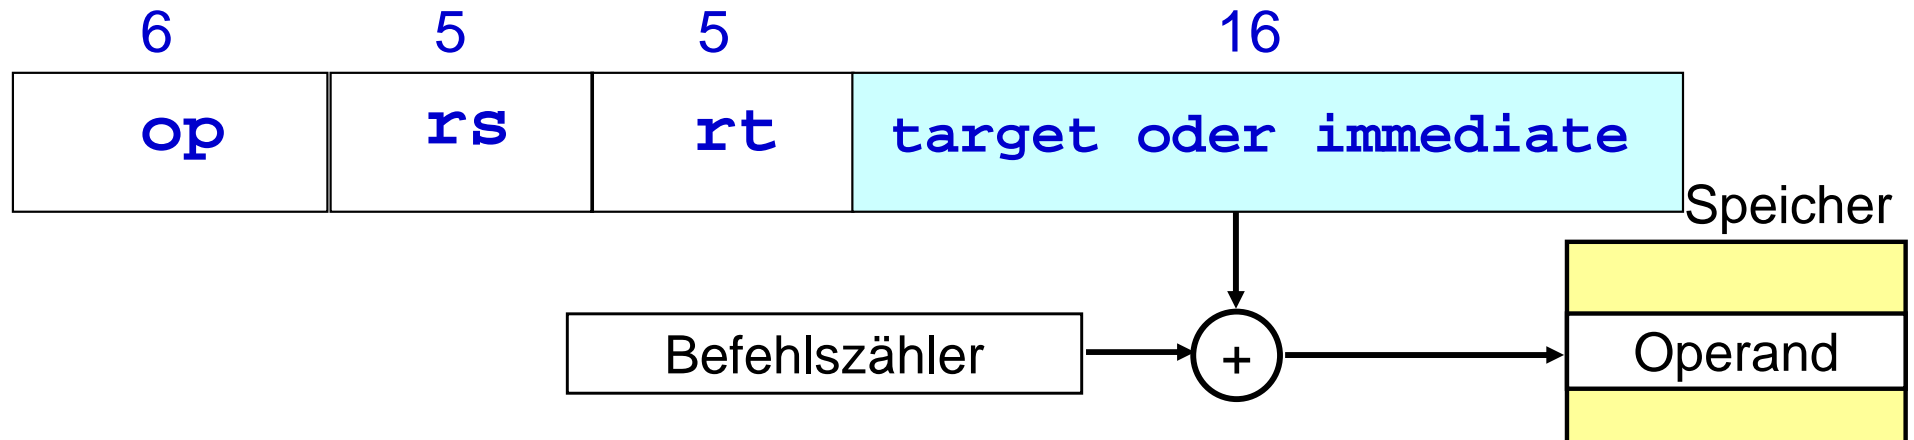 6 5 5 16
op rs rt target oder immediate
Speicher
Befehlszähler + Operand